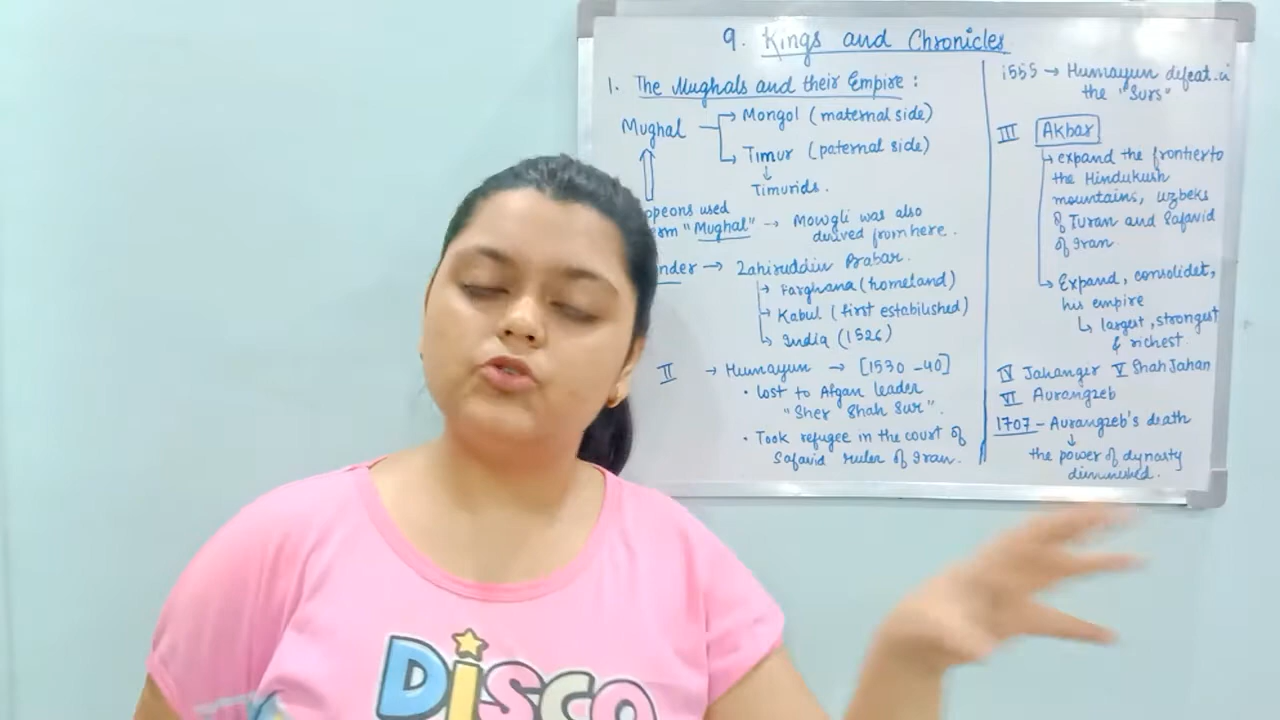 9. Kings and Chronicles
1. The Mughals and their Empire :
Mughal → Mongol (maternal side)
→ Timur (paternal side)
↓
Timurids.
used
"Mughal" → Mowgli was also
derived from here.
→ Zahiruddin Babar.
→ Farghana (homeland)
→ Kabul (first established)
→ India (1526)
II → Humayun → [1530 - 40]
• lost to Afgan leader
"Sher Shah Sur".
• Took refugee in the court of
Safavid ruler of Iran.
1555 → Humayun defeat
the "Surs"
III Akbar
→ expand the frontier to
the Hindukush
mountains, uzbeks
of Turan and Safavid
of Iran
→ Expand, consolidet,
his empire
↳ largest, strongest
& richest.
IV Jahangir V Shah Jahan
VI Aurangzeb
1707 - Aurangzeb's death
↓
the power of dynasty
diminished.
DiSCO